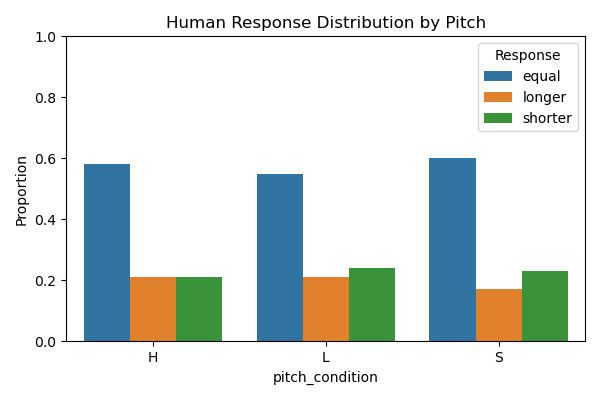 Human Response Distribution by Pitch
1.0
0.8
0.6
0.4
0.2
0.0
Proportion
Response
equal
longer
shorter
H
L
S
pitch_condition